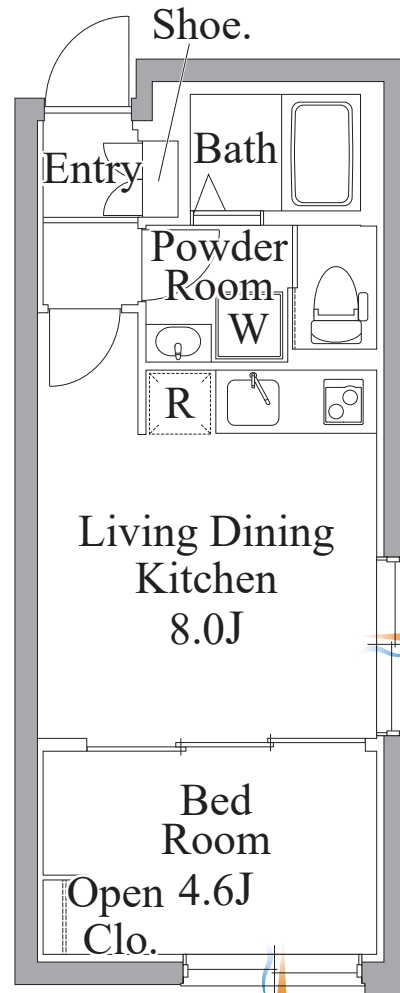 Shoe.
Entry
Bath
Powder
Room
W
R
Living Dining
Kitchen
8.0J
Bed
Room
4.6J
Open
Clo.